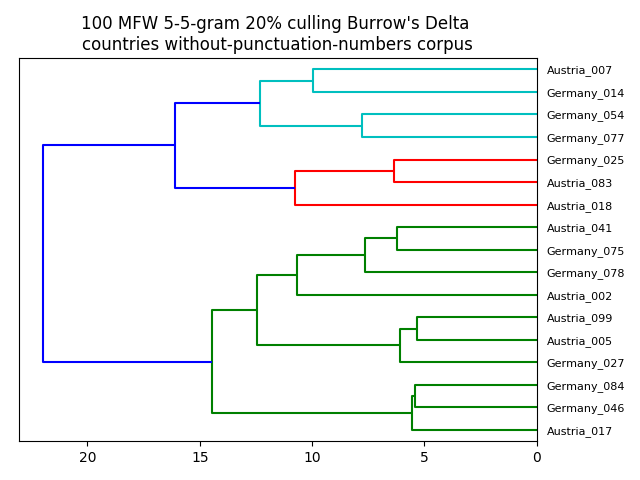 100 MFW 5-5-gram 20% culling Burrow's Delta
countries without-punctuation-numbers corpus
Austria_007
Germany_014
Germany_054
Germany_077
Germany_025
Austria_083
Austria_018
Austria_041
Germany_075
Germany_078
Austria_002
Austria_099
Austria_005
Germany_027
Germany_084
Germany_046
Austria_017
20 15 10 5 0